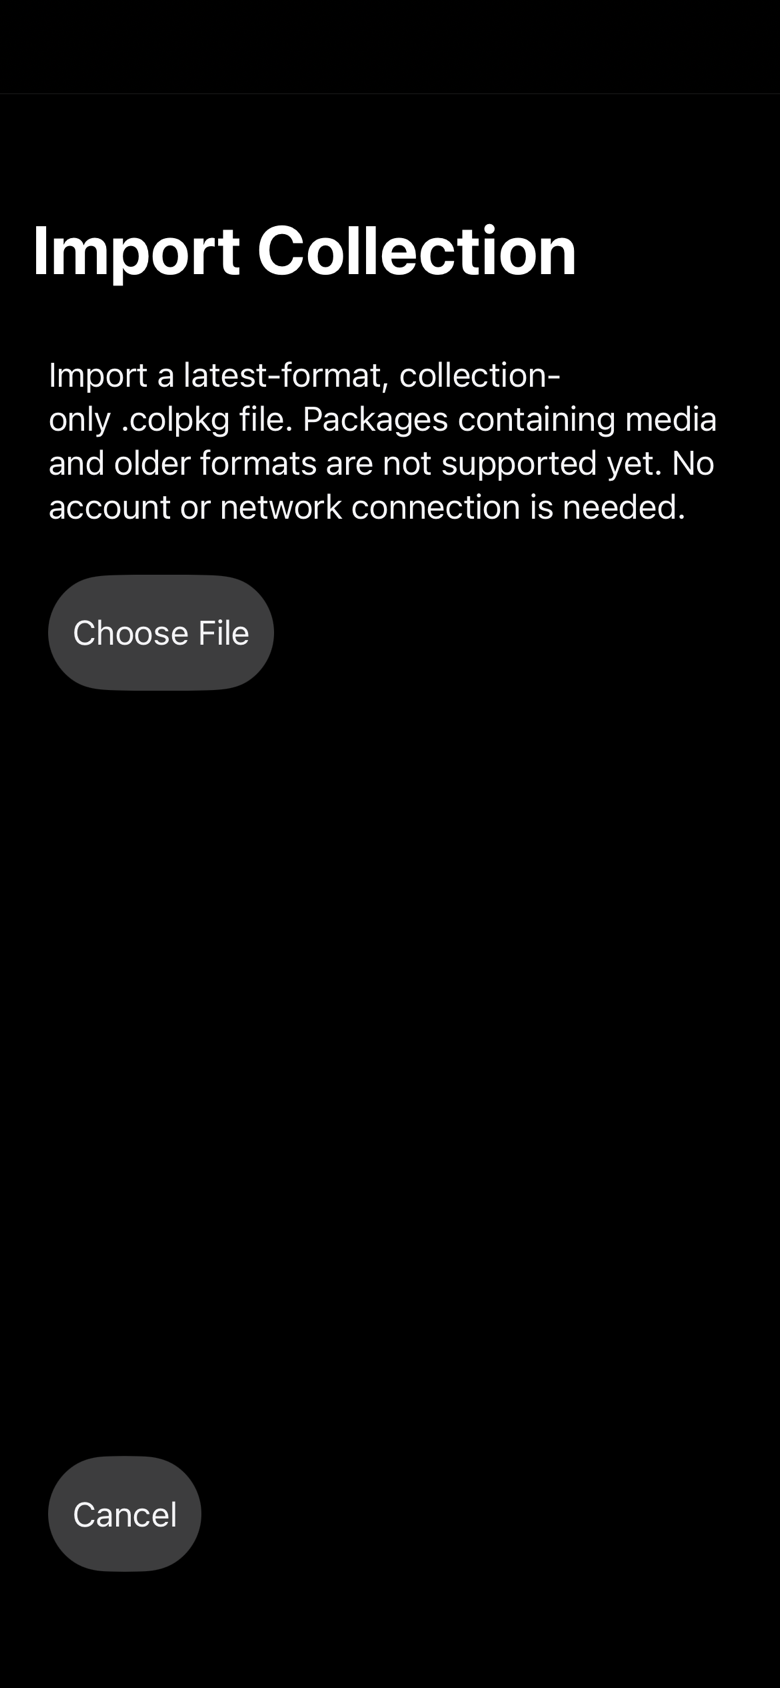 Import Collection
Import a latest-format, collection-
only .colpkg file. Packages containing media
and older formats are not supported yet. No
account or network connection is needed.
Choose File
Cancel